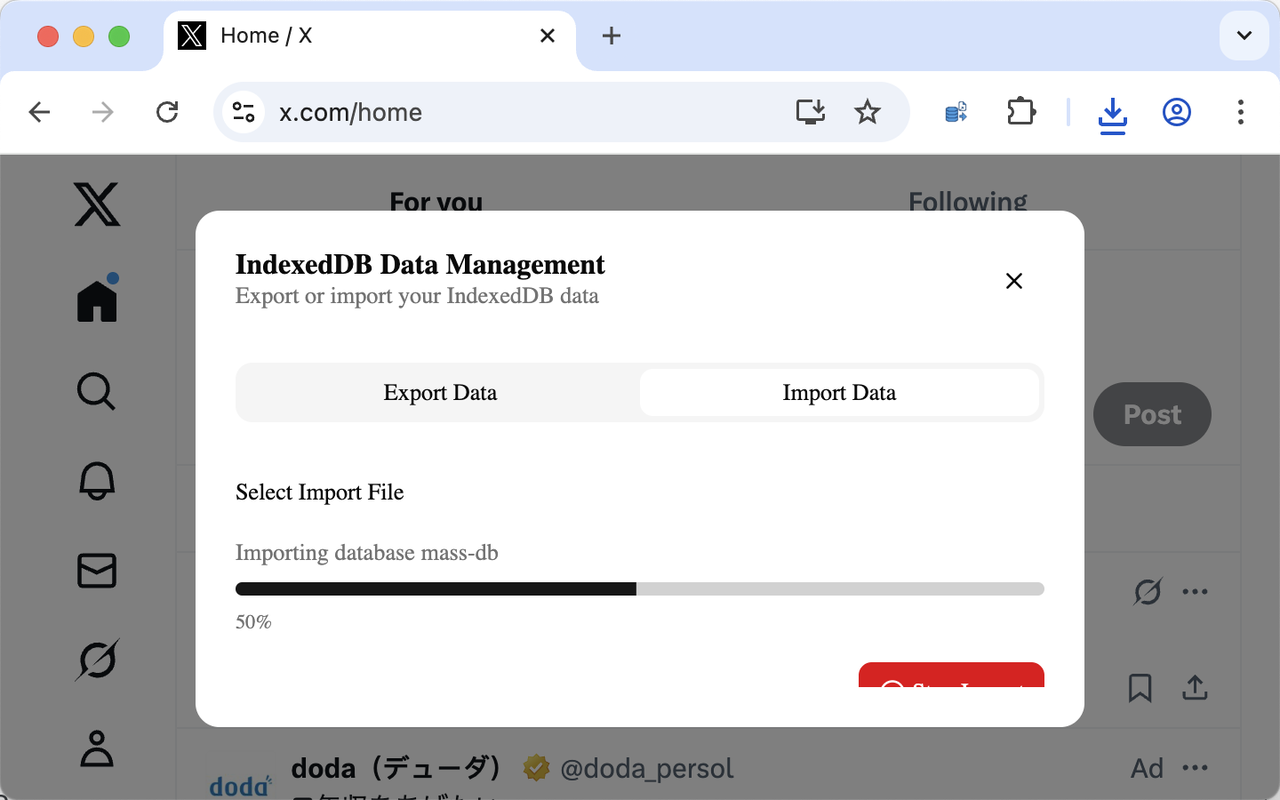 Home / X
x.com/home
For you
Following
IndexedDB Data Management
Export or import your IndexedDB data
Export Data
Import Data
Post
Select Import File
Importing database mass-db
50%
doda（デューダ） @doda_persol
Ad
doda